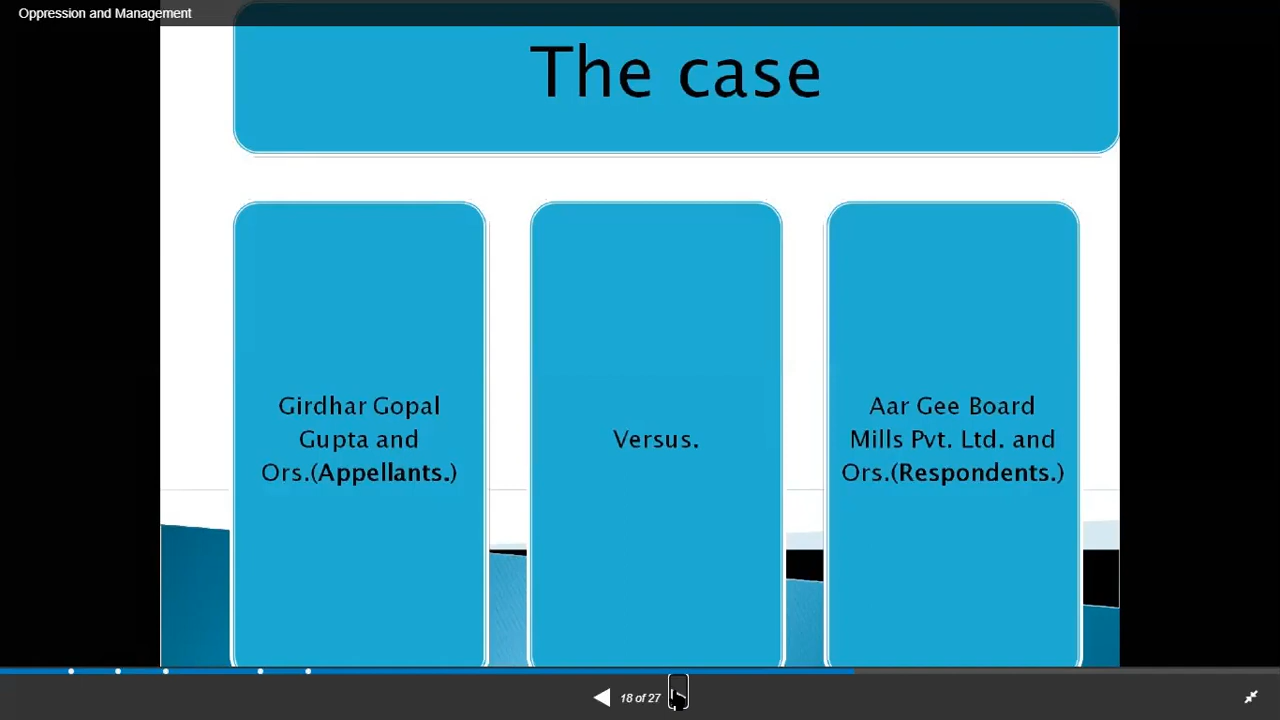 Oppression and Management
The case
Girdhar Gopal
Gupta and
Ors.(Appellants.)
Versus.
Aar Gee Board
Mills Pvt. Ltd. and
Ors.(Respondents.)
18 of 27